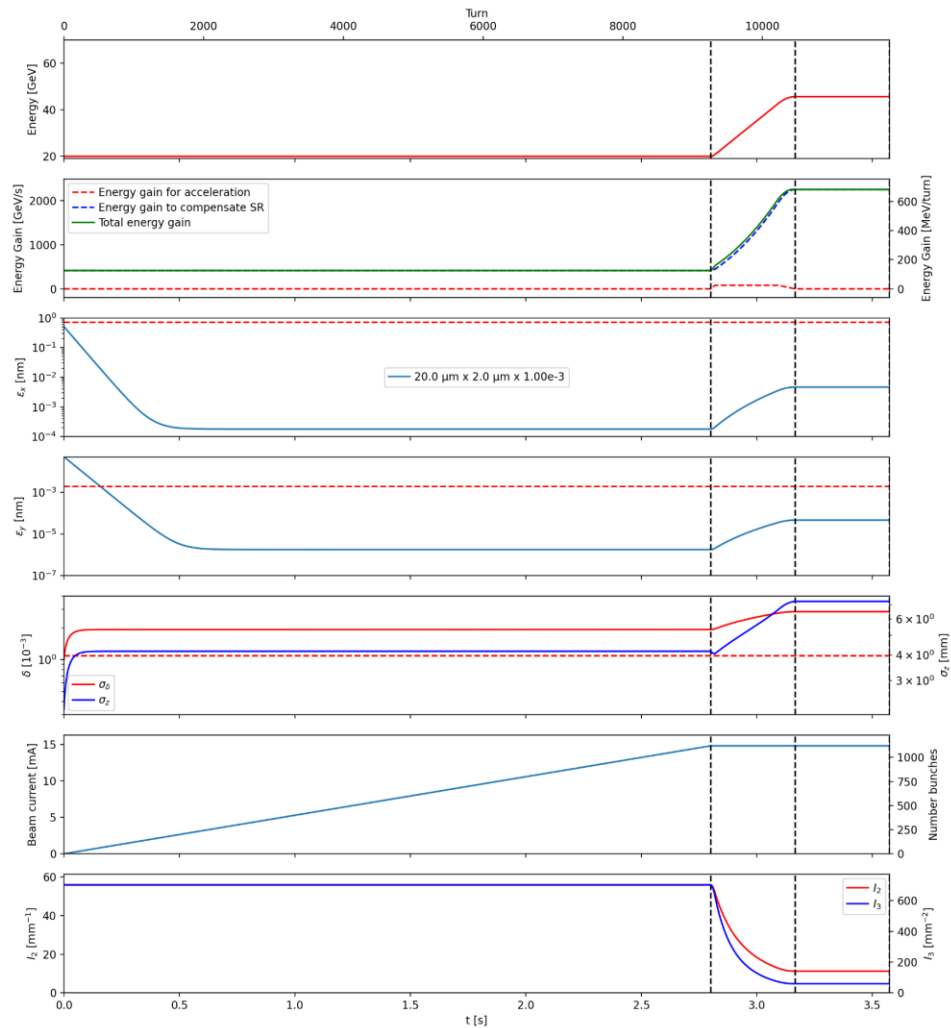 Turn
0 2000 4000 6000 8000 10000
Energy [GeV]
60
40
20
Energy gain for acceleration
Energy gain to compensate SR
Total energy gain
Energy Gain [GeV/s]
2000
1000
0
Energy Gain [MeV/turn]
600
400
200
0
εx [nm]
10⁰
10⁻¹
10⁻²
10⁻³
10⁻⁴
20.0 μm x 2.0 μm x 1.00e-3
εy [nm]
10⁻³
10⁻⁵
10⁻⁷
δ [10⁻³]
10⁰
σδ
σz
6 × 10⁰
4 × 10⁰
3 × 10⁰
σz [mm]
Beam current [mA]
15
10
5
0
Number bunches
1000
750
500
250
0
I₂ [mm⁻¹]
60
40
20
0
I₂
I₃
I₃ [mm⁻²]
600
400
200
0
0.0 0.5 1.0 1.5 2.0 2.5 3.0 3.5
t [s]